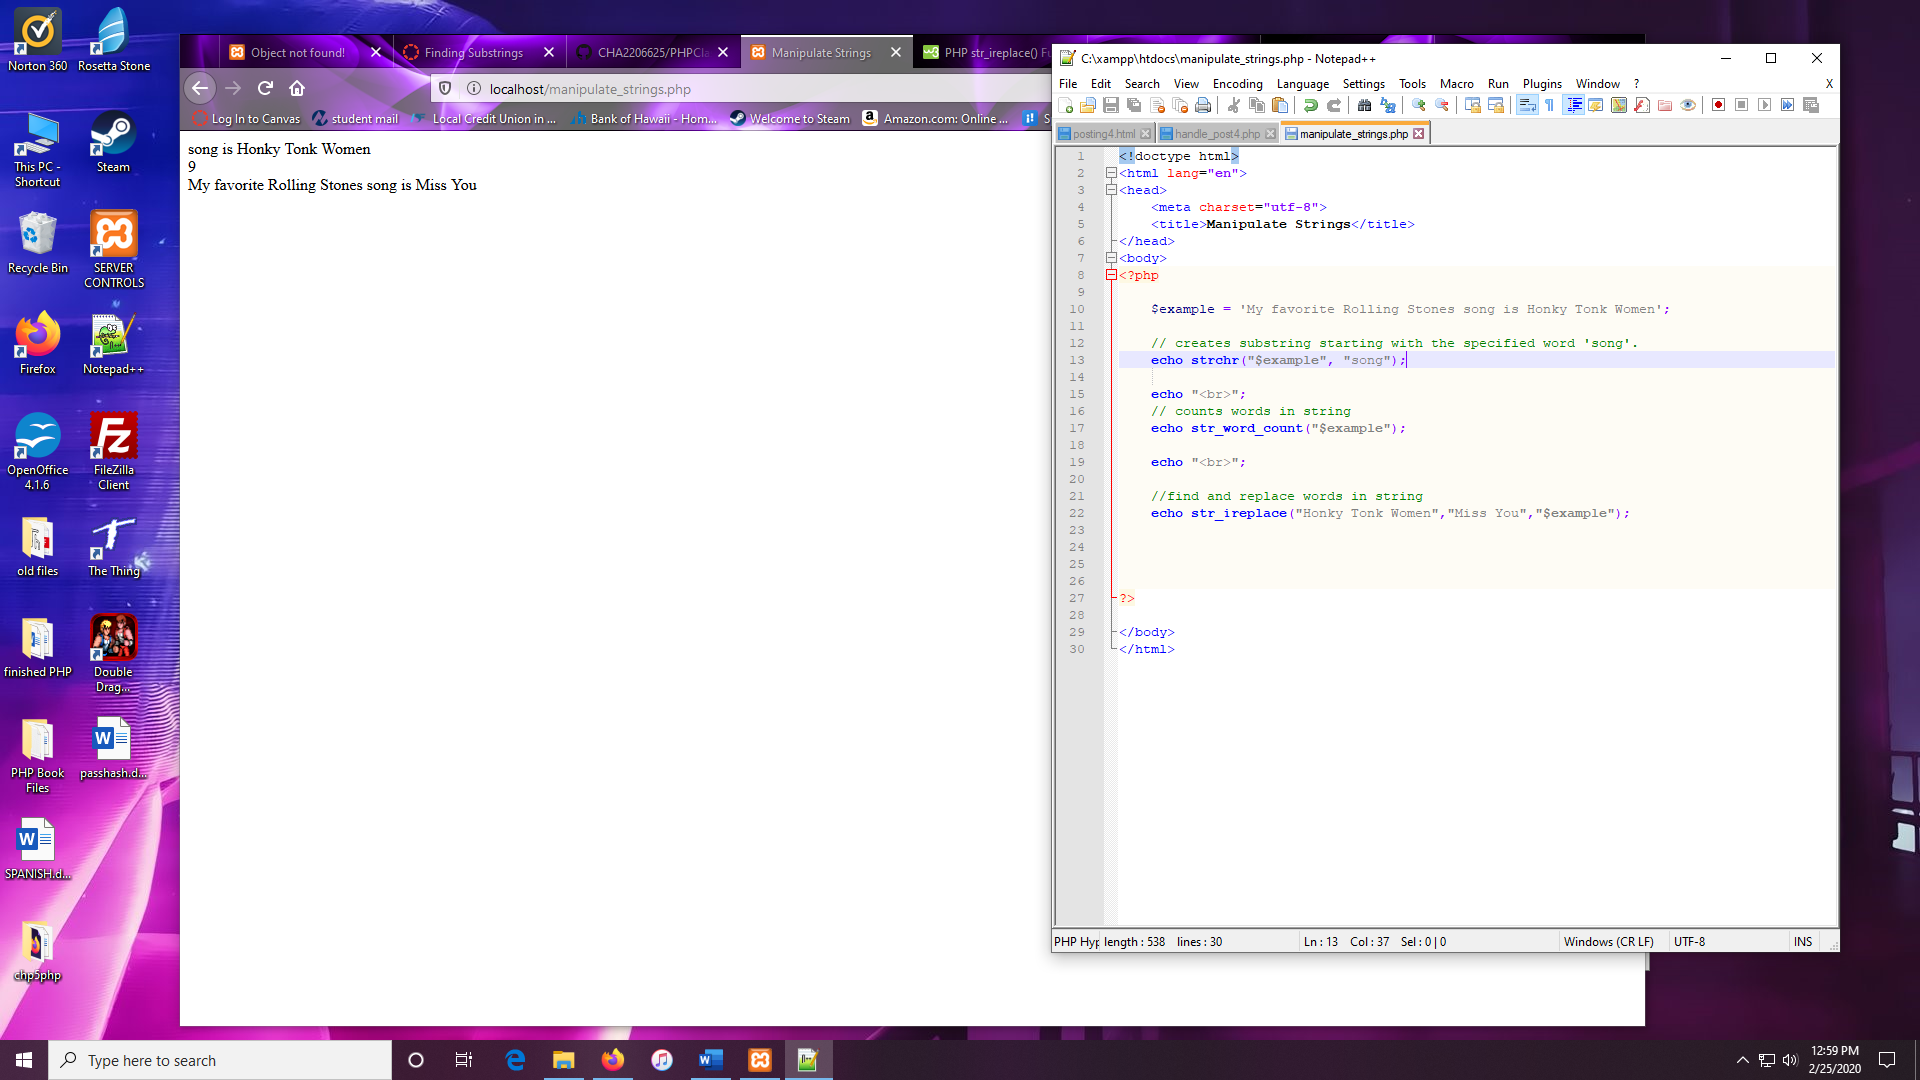 Norton 360
Rosetta Stone
This PC -
Shortcut
Steam
Recycle Bin
SERVER
CONTROLS
Firefox
Notepad++
OpenOffice
4.1.6
FileZilla
Client
old files
The Thing
finished PHP
Double
Drag...
PHP Book
Files
passhash.d...
SPANISH.d...
chp5php
Object not found!
Finding Substrings
CHA2206625/PHPCla
Manipulate Strings
PHP str_ireplace() Fu
localhost/manipulate_strings.php
Log In to Canvas
student mail
Local Credit Union in ...
Bank of Hawaii - Hom...
Welcome to Steam
Amazon.com: Online ...
S
song is Honky Tonk Women
9
My favorite Rolling Stones song is Miss You
C:\xampp\htdocs\manipulate_strings.php - Notepad++
File Edit Search View Encoding Language Settings Tools Macro Run Plugins Window ? X
posting4.html
handle_post4.php
manipulate_strings.php
1 <!doctype html>
2 <html lang="en">
3 <head>
4 <meta charset="utf-8">
5 <title>Manipulate Strings</title>
6 </head>
7 <body>
8 <?php
9
10 $example = 'My favorite Rolling Stones song is Honky Tonk Women';
11
12 // creates substring starting with the specified word 'song'.
13 echo strchr("$example", "song");
14
15 echo "<br>";
16 // counts words in string
17 echo str_word_count("$example");
18
19 echo "<br>";
20
21 //find and replace words in string
22 echo str_ireplace("Honky Tonk Women","Miss You","$example");
23
24
25
26
27 ?>
28
29 </body>
30 </html>
PHP Hyp length : 538 lines : 30 Ln : 13 Col : 37 Sel : 0 | 0 Windows (CR LF) UTF-8 INS
Type here to search
12:59 PM
2/25/2020